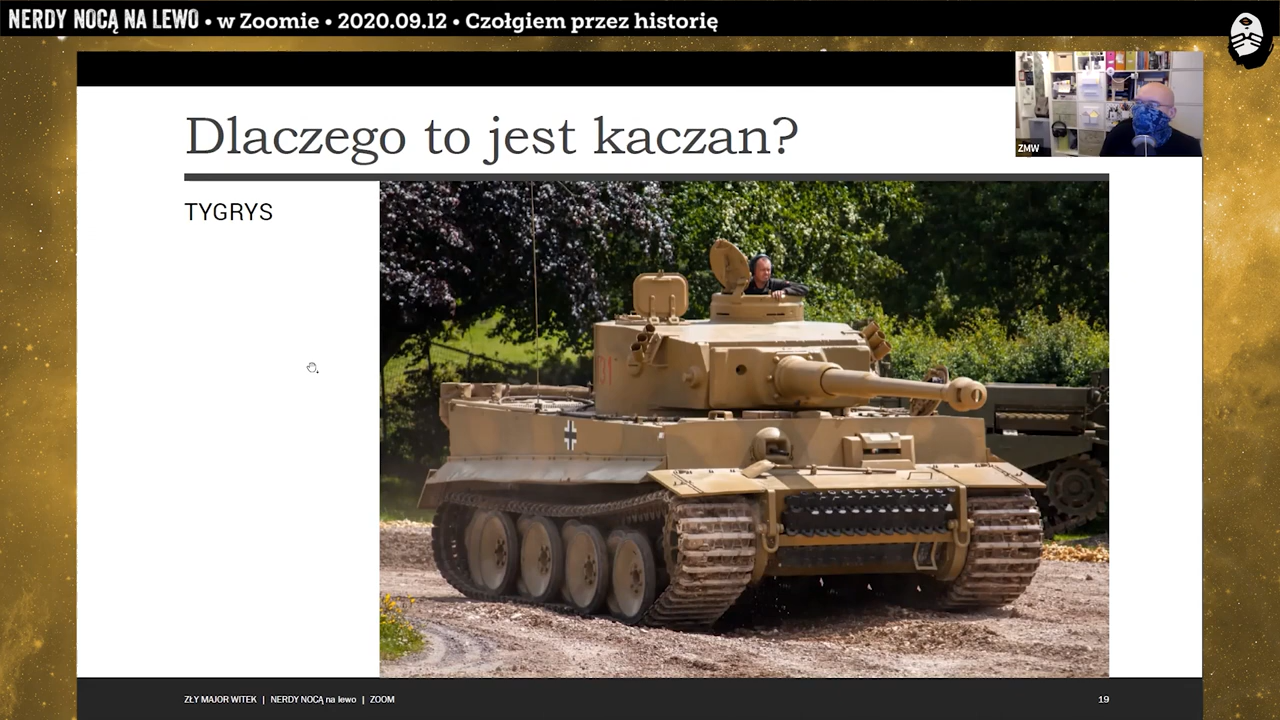 NERDY NOCĄ NA LEWO • w Zoomie • 2020.09.12 • Czołgiem przez historię
Dlaczego to jest kaczan?
ZMW
TYGRYS
131
ZŁY MAJOR WITEK | NERDY NOCĄ na lewo | ZOOM
19